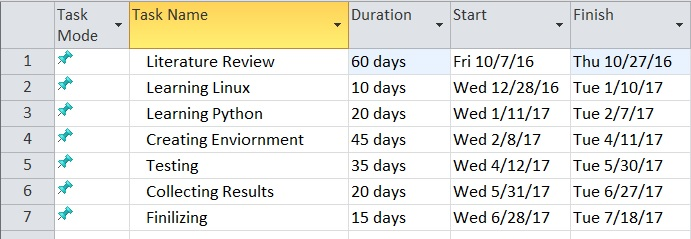 Task Mode Task Name Duration Start Finish
1 Literature Review 60 days Fri 10/7/16 Thu 10/27/16
2 Learning Linux 10 days Wed 12/28/16 Tue 1/10/17
3 Learning Python 20 days Wed 1/11/17 Tue 2/7/17
4 Creating Enviornment 45 days Wed 2/8/17 Tue 4/11/17
5 Testing 35 days Wed 4/12/17 Tue 5/30/17
6 Collecting Results 20 days Wed 5/31/17 Tue 6/27/17
7 Finilizing 15 days Wed 6/28/17 Tue 7/18/17